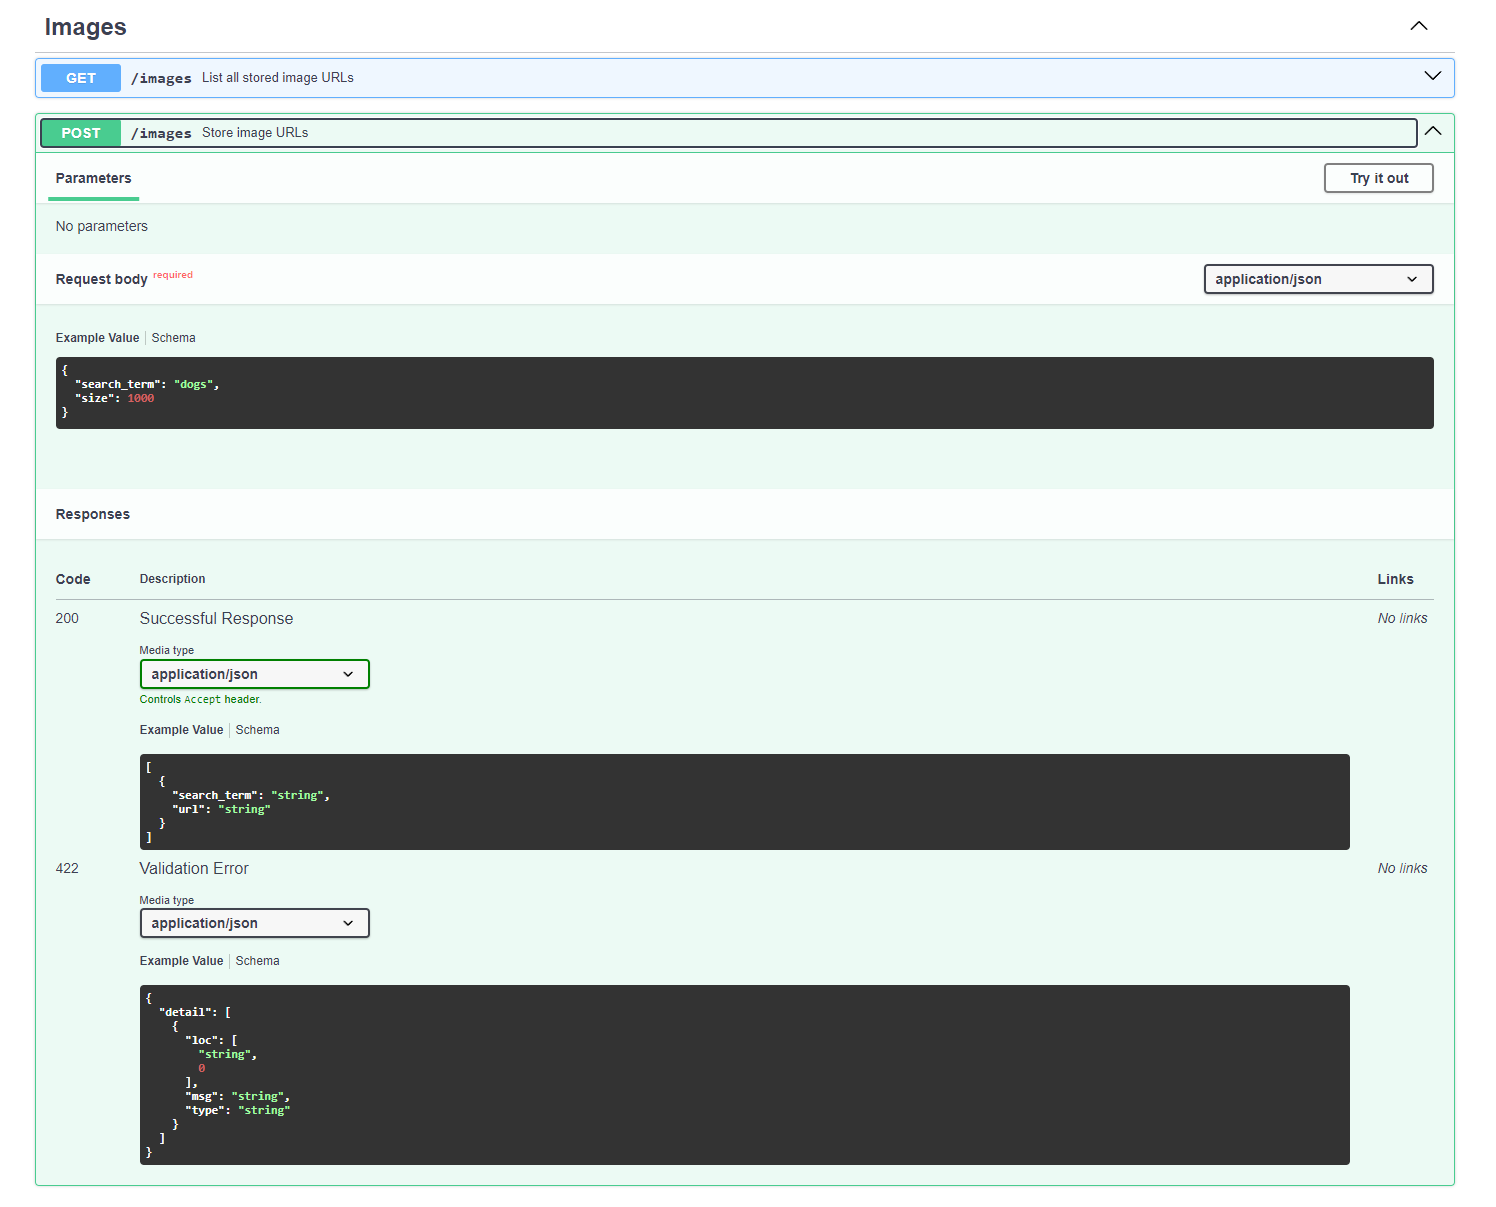 Images
GET /images List all stored image URLs
POST /images Store image URLs
Parameters Try it out
No parameters
Request body required application/json
Example Value Schema
{
  "search_term": "dogs",
  "size": 1000
}
Responses
Code Description Links
200 Successful Response No links
Media type
application/json
Controls Accept header.
Example Value Schema
[
  {
    "search_term": "string",
    "url": "string"
  }
]
422 Validation Error No links
Media type
application/json
Example Value Schema
{
  "detail": [
    {
      "loc": [
        "string",
        0
      ],
      "msg": "string",
      "type": "string"
    }
  ]
}